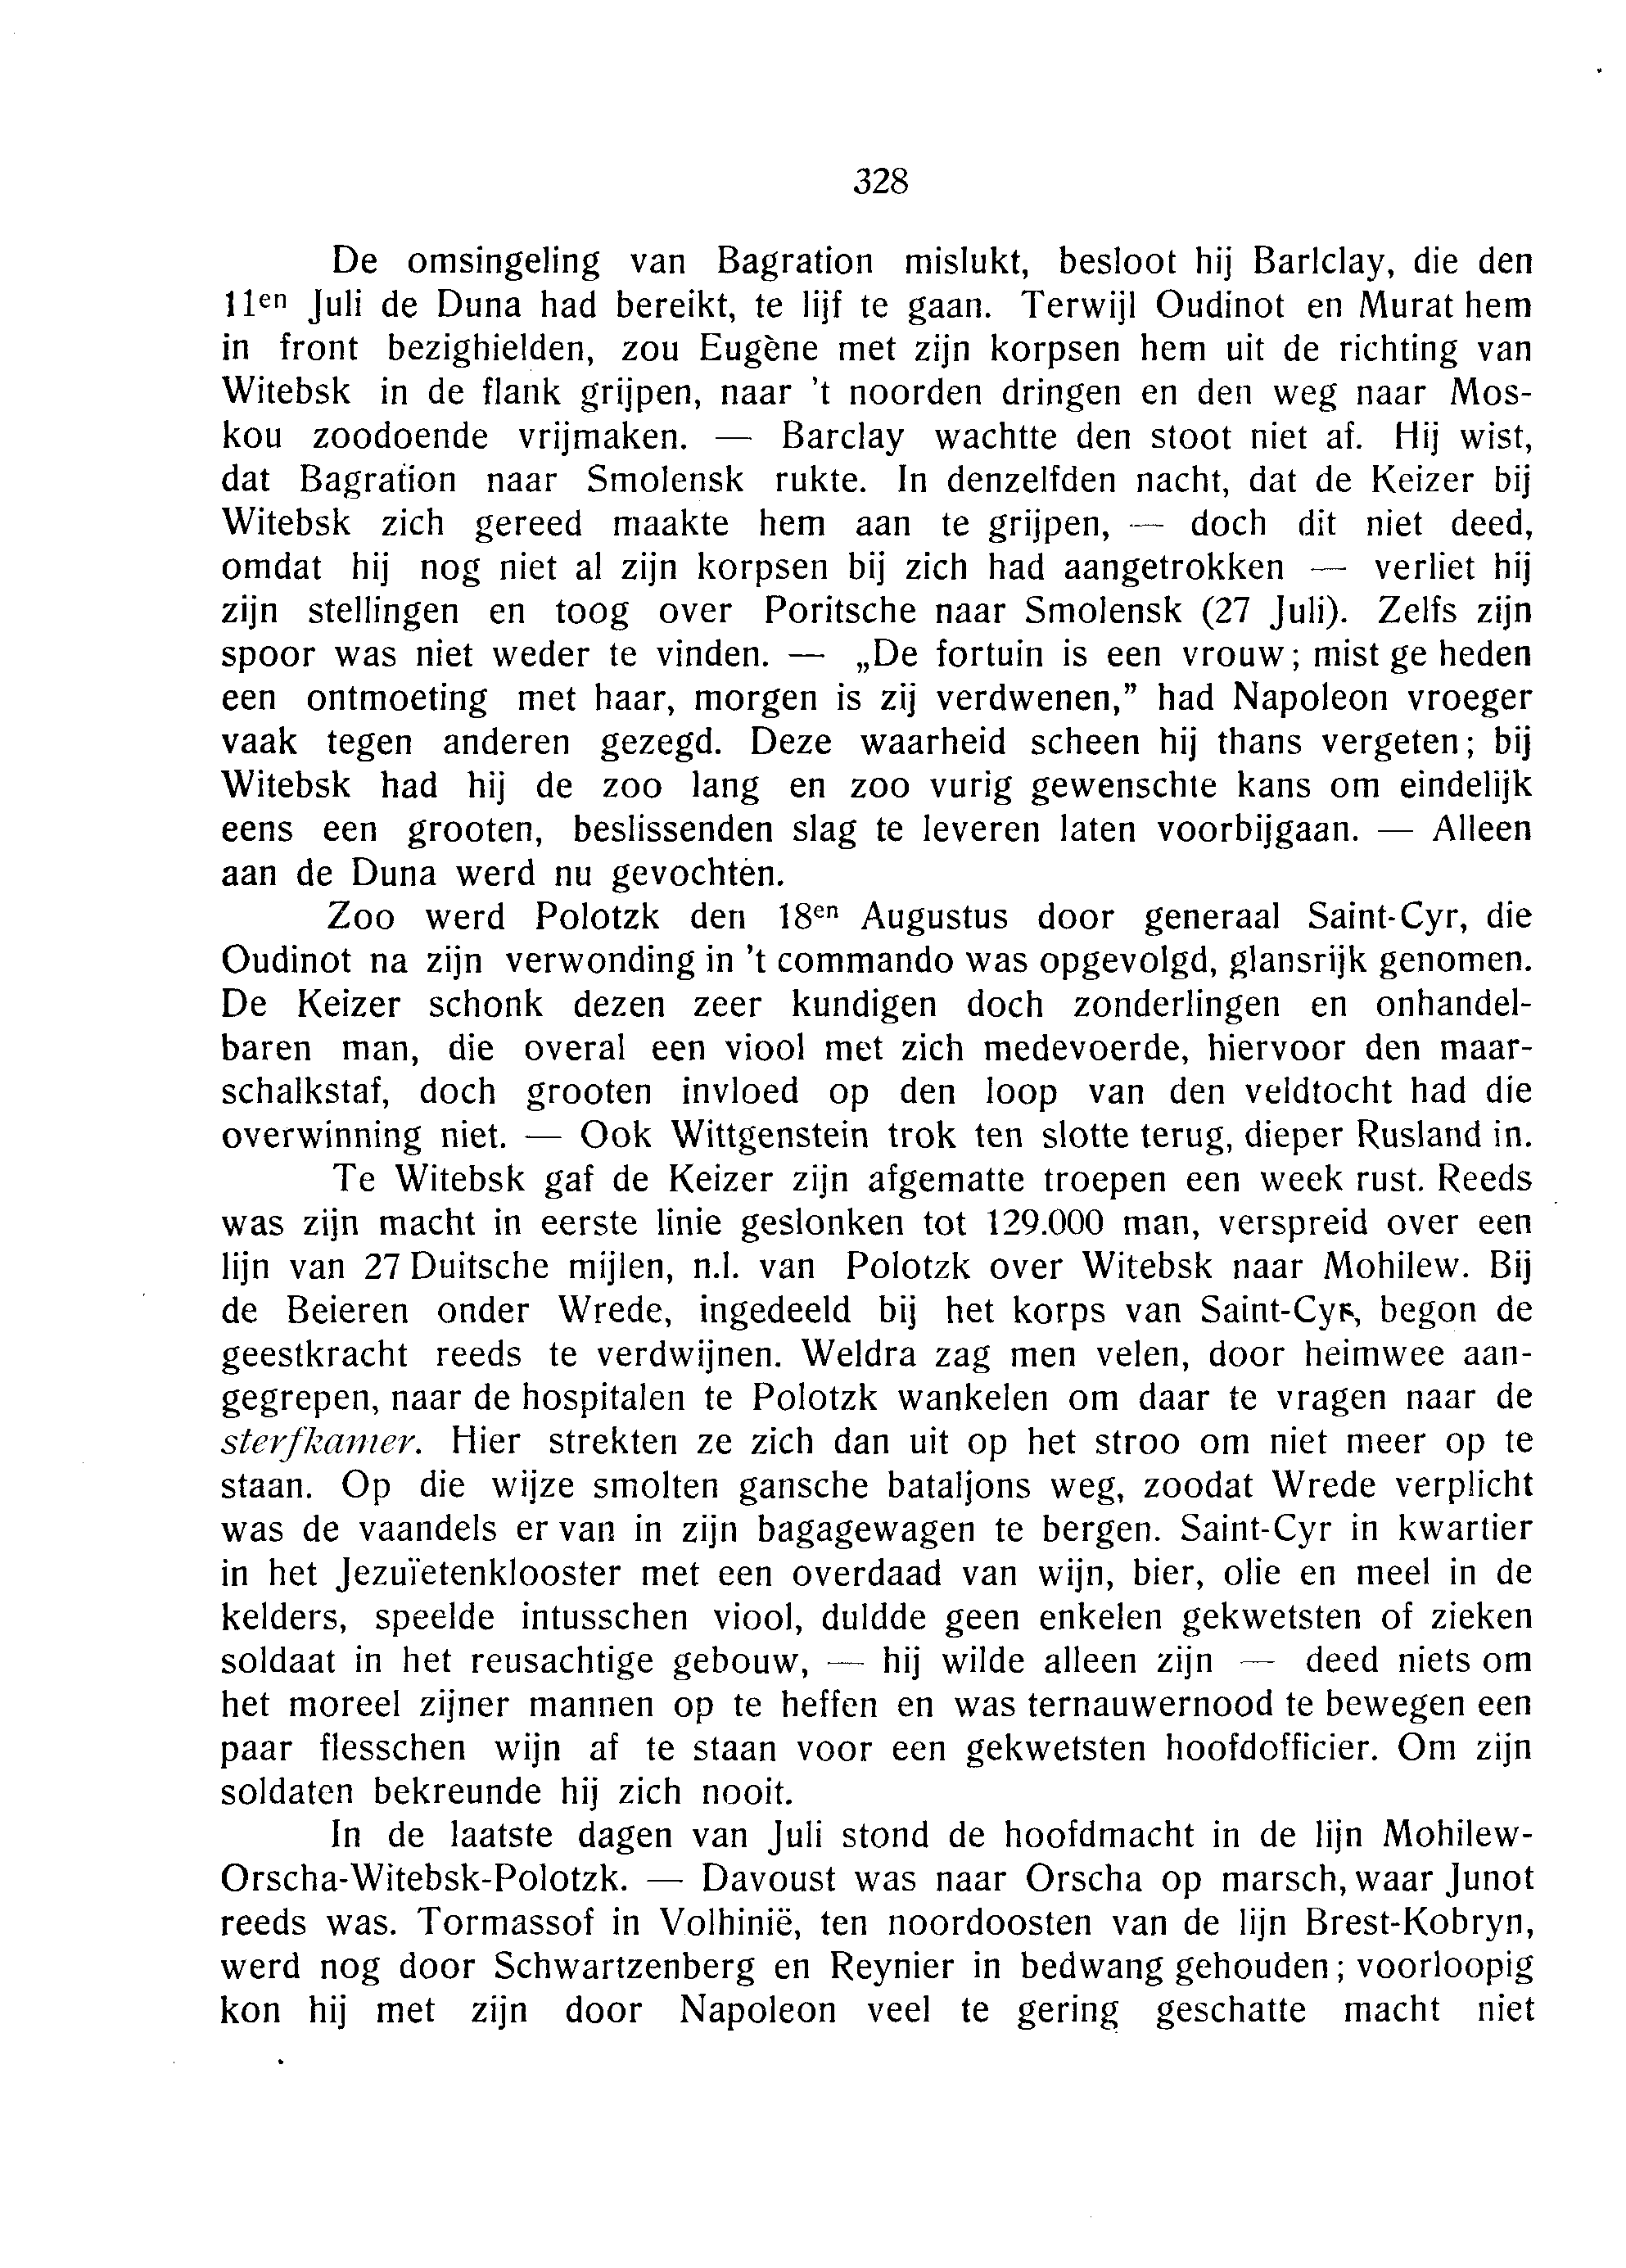 328
De omsingeling van Bagration mislukt, besloot hij Barlclay, die den
11en Juli de Duna had bereikt, te lijf te gaan. Terwijl Oudinot en Murat hem
in front bezighielden, zou Eugène met zijn korpsen hem uit de richting van
Witebsk in de flank grijpen, naar 't noorden dringen en den weg naar Mos-
kou zoodoende vrijmaken. — Barclay wachtte den stoot niet af. Hij wist,
dat Bagration naar Smolensk rukte. In denzelfden nacht, dat de Keizer bij
Witebsk zich gereed maakte hem aan te grijpen, — doch dit niet deed,
omdat hij nog niet al zijn korpsen bij zich had aangetrokken — verliet hij
zijn stellingen en toog over Poritsche naar Smolensk (27 Juli). Zelfs zijn
spoor was niet weder te vinden. — „De fortuin is een vrouw; mist ge heden
een ontmoeting met haar, morgen is zij verdwenen,” had Napoleon vroeger
vaak tegen anderen gezegd. Deze waarheid scheen hij thans vergeten; bij
Witebsk had hij de zoo lang en zoo vurig gewenschte kans om eindelijk
eens een grooten, beslissenden slag te leveren laten voorbijgaan. — Alleen
aan de Duna werd nu gevochten.
Zoo werd Polotzk den 18en Augustus door generaal Saint-Cyr, die
Oudinot na zijn verwonding in 't commando was opgevolgd, glansrijk genomen.
De Keizer schonk dezen zeer kundigen doch zonderlingen en onhandel-
baren man, die overal een viool met zich medevoerde, hiervoor den maar-
schalkstaf, doch grooten invloed op den loop van den veldtocht had die
overwinning niet. — Ook Wittgenstein trok ten slotte terug, dieper Rusland in.
Te Witebsk gaf de Keizer zijn afgematte troepen een week rust. Reeds
was zijn macht in eerste linie geslonken tot 129.000 man, verspreid over een
lijn van 27 Duitsche mijlen, n.l. van Polotzk over Witebsk naar Mohilew. Bij
de Beieren onder Wrede, ingedeeld bij het korps van Saint-Cyr, begon de
geestkracht reeds te verdwijnen. Weldra zag men velen, door heimwee aan-
gegrepen, naar de hospitalen te Polotzk wankelen om daar te vragen naar de
sterfkamer. Hier strekten ze zich dan uit op het stroo om niet meer op te
staan. Op die wijze smolten gansche bataljons weg, zoodat Wrede verplicht
was de vaandels er van in zijn bagagewagen te bergen. Saint-Cyr in kwartier
in het Jezuïetenklooster met een overdaad van wijn, bier, olie en meel in de
kelders, speelde intusschen viool, duldde geen enkelen gekwetsten of zieken
soldaat in het reusachtige gebouw, — hij wilde alleen zijn — deed niets om
het moreel zijner mannen op te heffen en was ternauwernood te bewegen een
paar flesschen wijn af te staan voor een gekwetsten hoofdofficier. Om zijn
soldaten bekreunde hij zich nooit.
In de laatste dagen van Juli stond de hoofdmacht in de lijn Mohilew-
Orscha-Witebsk-Polotzk. — Davoust was naar Orscha op marsch, waar Junot
reeds was. Tormassof in Volhinië, ten noordoosten van de lijn Brest-Kobryn,
werd nog door Schwartzenberg en Reynier in bedwang gehouden; voorloopig
kon hij met zijn door Napoleon veel te gering geschatte macht niet